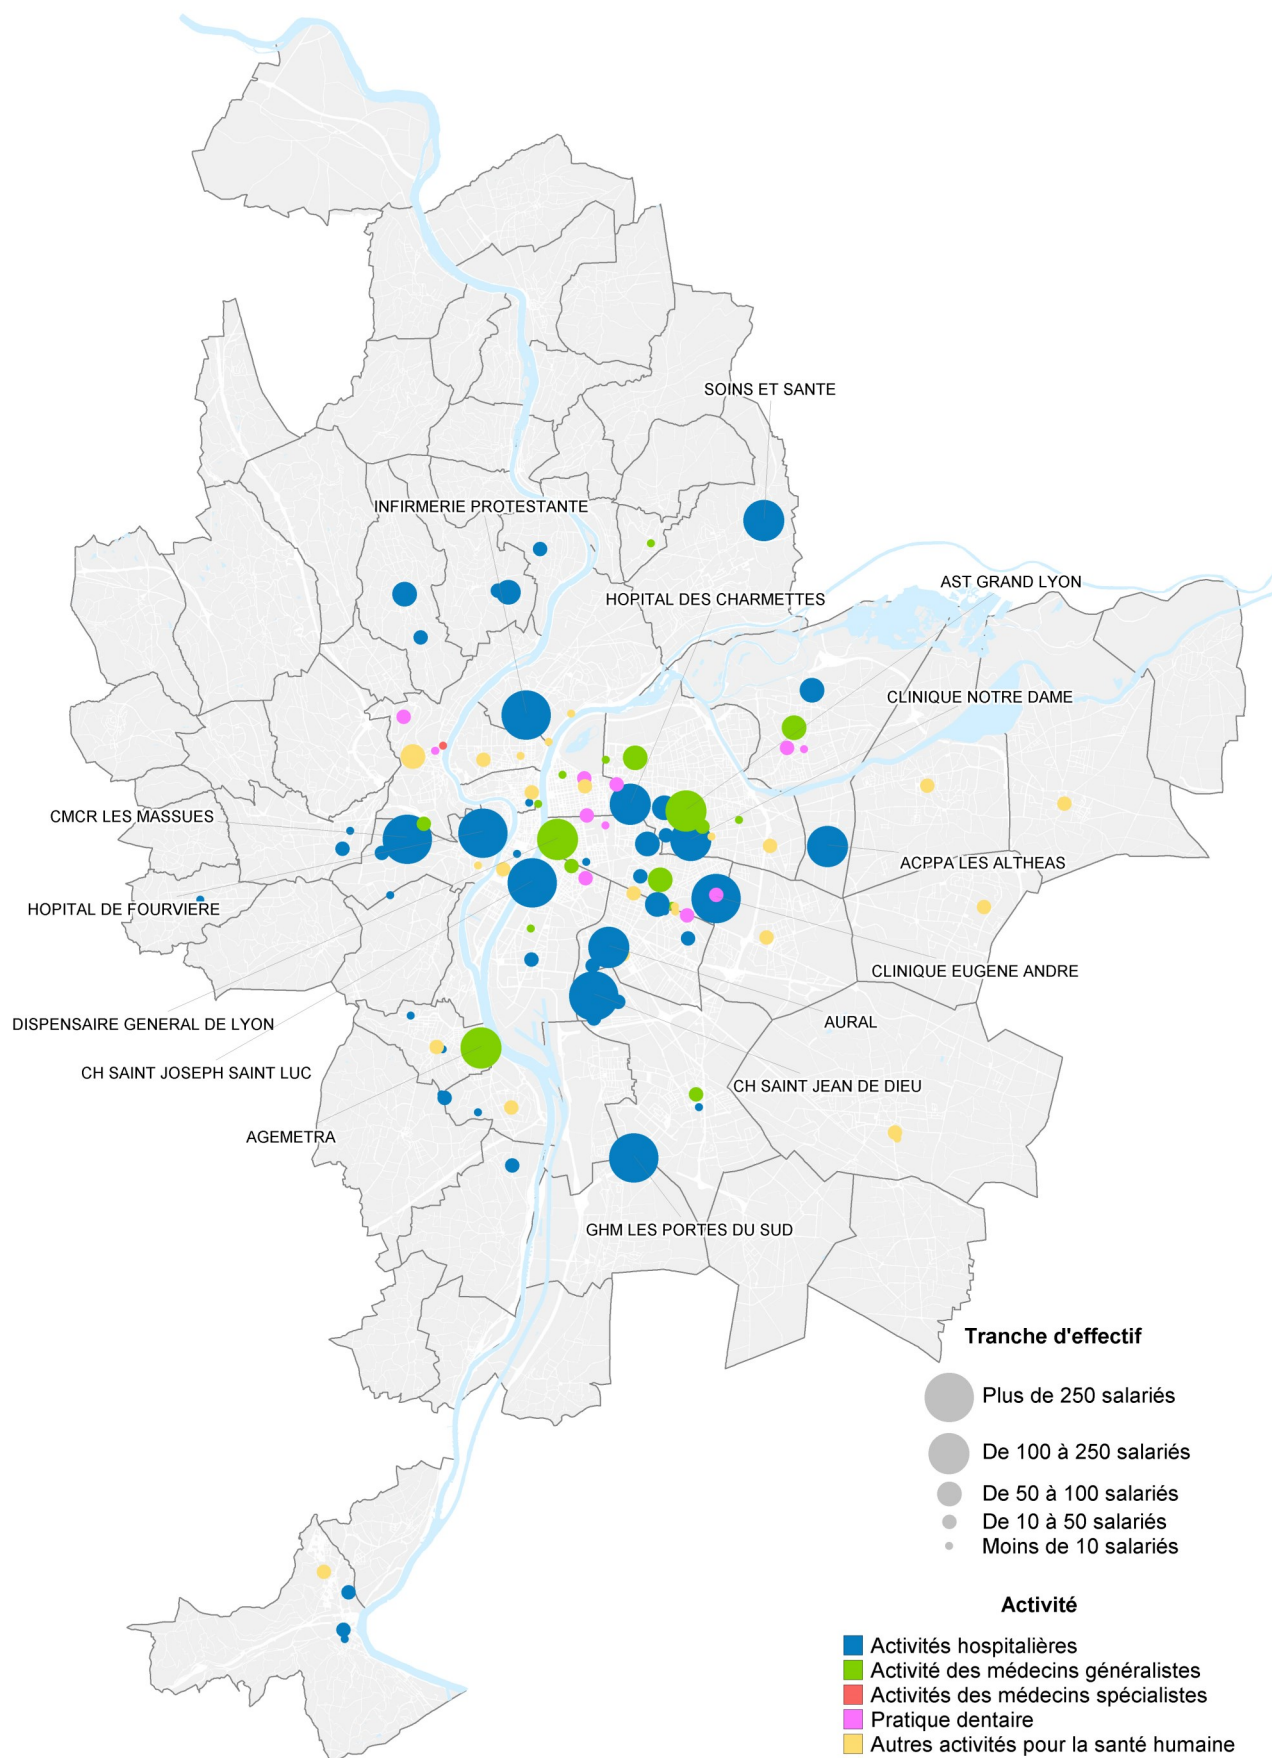 SOINS ET SANTE
INFIRMERIE PROTESTANTE
AST GRAND LYON
HOPITAL DES CHARMETTES
CLINIQUE NOTRE DAME
CMCR LES MASSUES
ACPPA LES ALTHEAS
HOPITAL DE FOURVIERE
CLINIQUE EUGENE ANDRE
DISPENSAIRE GENERAL DE LYON
AURAL
CH SAINT JOSEPH SAINT LUC
CH SAINT JEAN DE DIEU
AGEMETRA
GHM LES PORTES DU SUD
Tranche d'effectif
Plus de 250 salariés
De 100 à 250 salariés
De 50 à 100 salariés
De 10 à 50 salariés
Moins de 10 salariés
Activité
Activités hospitalières
Activité des médecins généralistes
Activités des médecins spécialistes
Pratique dentaire
Autres activités pour la santé humaine